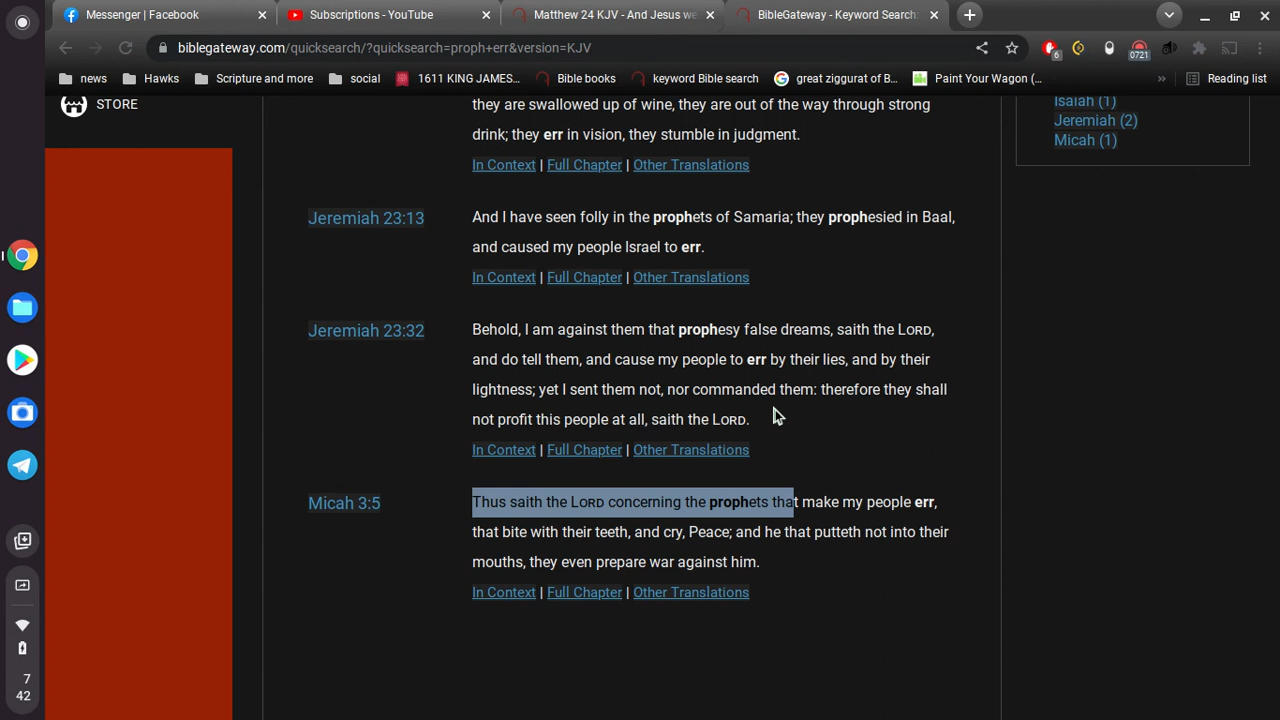 Messenger | Facebook
Subscriptions - YouTube
Matthew 24 KJV - And Jesus we
BibleGateway - Keyword Search:
biblegateway.com/quicksearch/?quicksearch=proph+err&version=KJV
6
0721
news
Hawks
Scripture and more
social
1611 KING JAMES...
Bible books
keyword Bible search
great ziggurat of B...
Paint Your Wagon (...
»
Reading list
STORE
they are swallowed up of wine, they are out of the way through strong
drink; they err in vision, they stumble in judgment.
In Context | Full Chapter | Other Translations
Jeremiah 23:13
And I have seen folly in the prophets of Samaria; they prophesied in Baal,
and caused my people Israel to err.
In Context | Full Chapter | Other Translations
Jeremiah 23:32
Behold, I am against them that prophesy false dreams, saith the LORD,
and do tell them, and cause my people to err by their lies, and by their
lightness; yet I sent them not, nor commanded them: therefore they shall
not profit this people at all, saith the LORD.
In Context | Full Chapter | Other Translations
Micah 3:5
Thus saith the LORD concerning the prophets that make my people err,
that bite with their teeth, and cry, Peace; and he that putteth not into their
mouths, they even prepare war against him.
In Context | Full Chapter | Other Translations
Isaiah (1)
Jeremiah (2)
Micah (1)
7
42